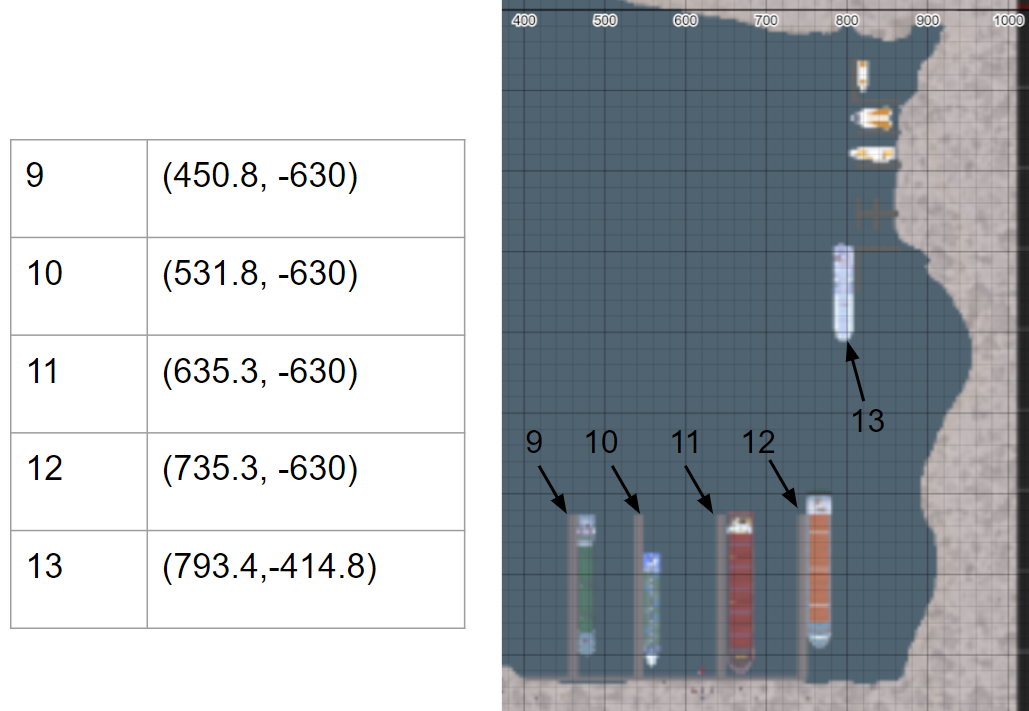 400 500 600 700 800 900 1000
9 (450.8, -630)
10 (531.8, -630)
11 (635.3, -630)
12 (735.3, -630)
13 (793.4,-414.8)
13
9 10 11 12